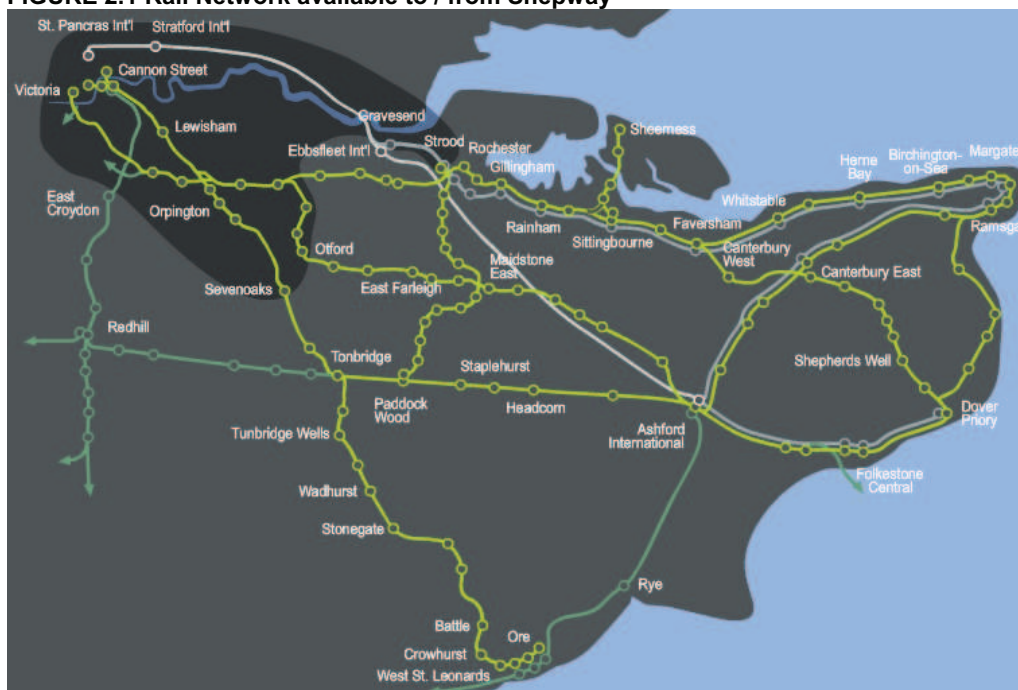 FIGURE 2.1 Rail Network available to / from Shepway
St. Pancras Int'l
Stratford Int'l
Cannon Street
Victoria
Gravesend
Lewisham
Ebbsfleet Int'l
Strood
Rochester
Sheerness
Gillingham
Herne
Bay
Birchington-
on-Sea
Margate
East
Croydon
Orpington
Whitstable
Rainham
Sittingbourne
Faversham
Ramsga
Otford
Canterbury
West
Maidstone
East
Canterbury East
East Farleigh
Sevenoaks
Redhill
Tonbridge
Staplehurst
Shepherds Well
Paddock
Wood
Headcorn
Dover
Priory
Tunbridge Wells
Ashford
International
Folkestone
Central
Wadhurst
Stonegate
Rye
Battle
Ore
Crowhurst
West St. Leonards